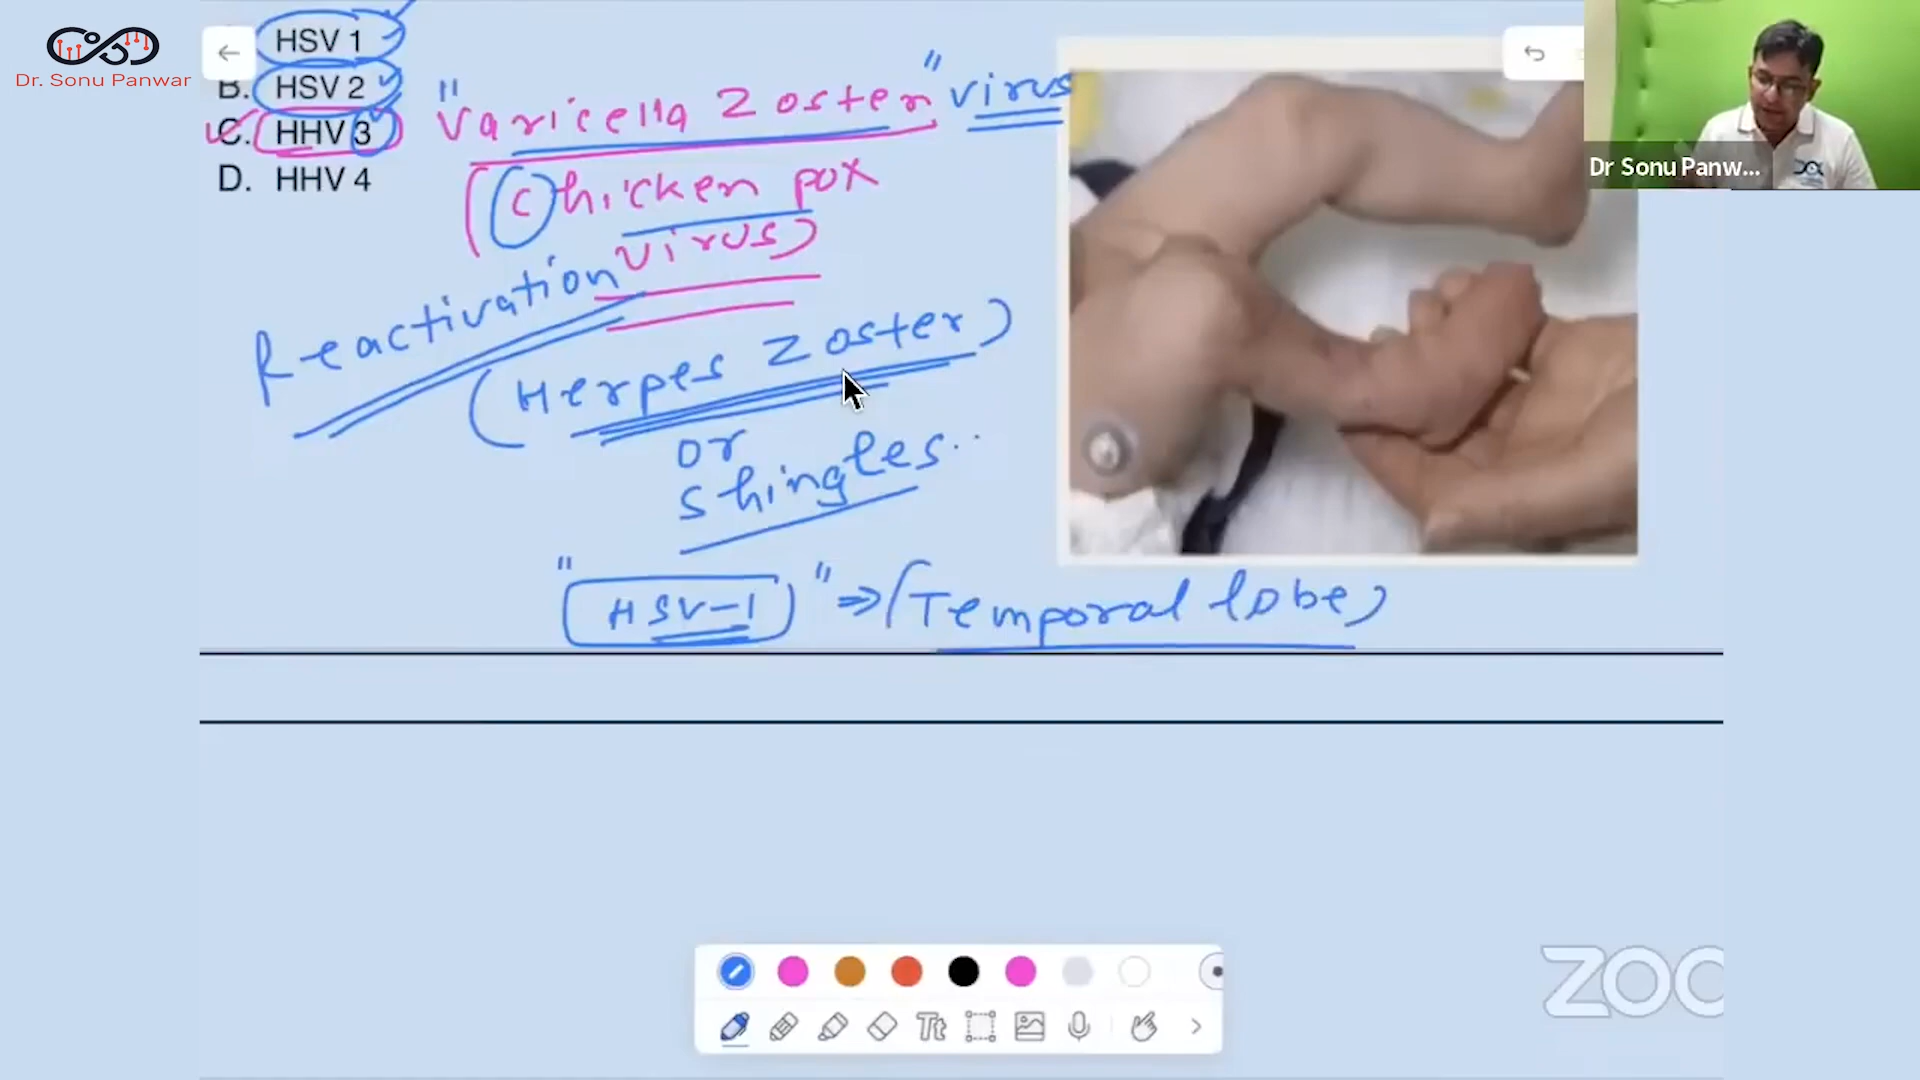 HSV 1
Dr. Sonu Panwar
B. HSV 2
"Varicella Zoster" virus
C. HHV 3
D. HHV 4
(Chicken pox
virus)
Reactivation
(Herpes Zoster)
or
shingles..
"HSV-1" ⇒ (Temporal lobe)
Dr Sonu Panw...
Tt
ZOO